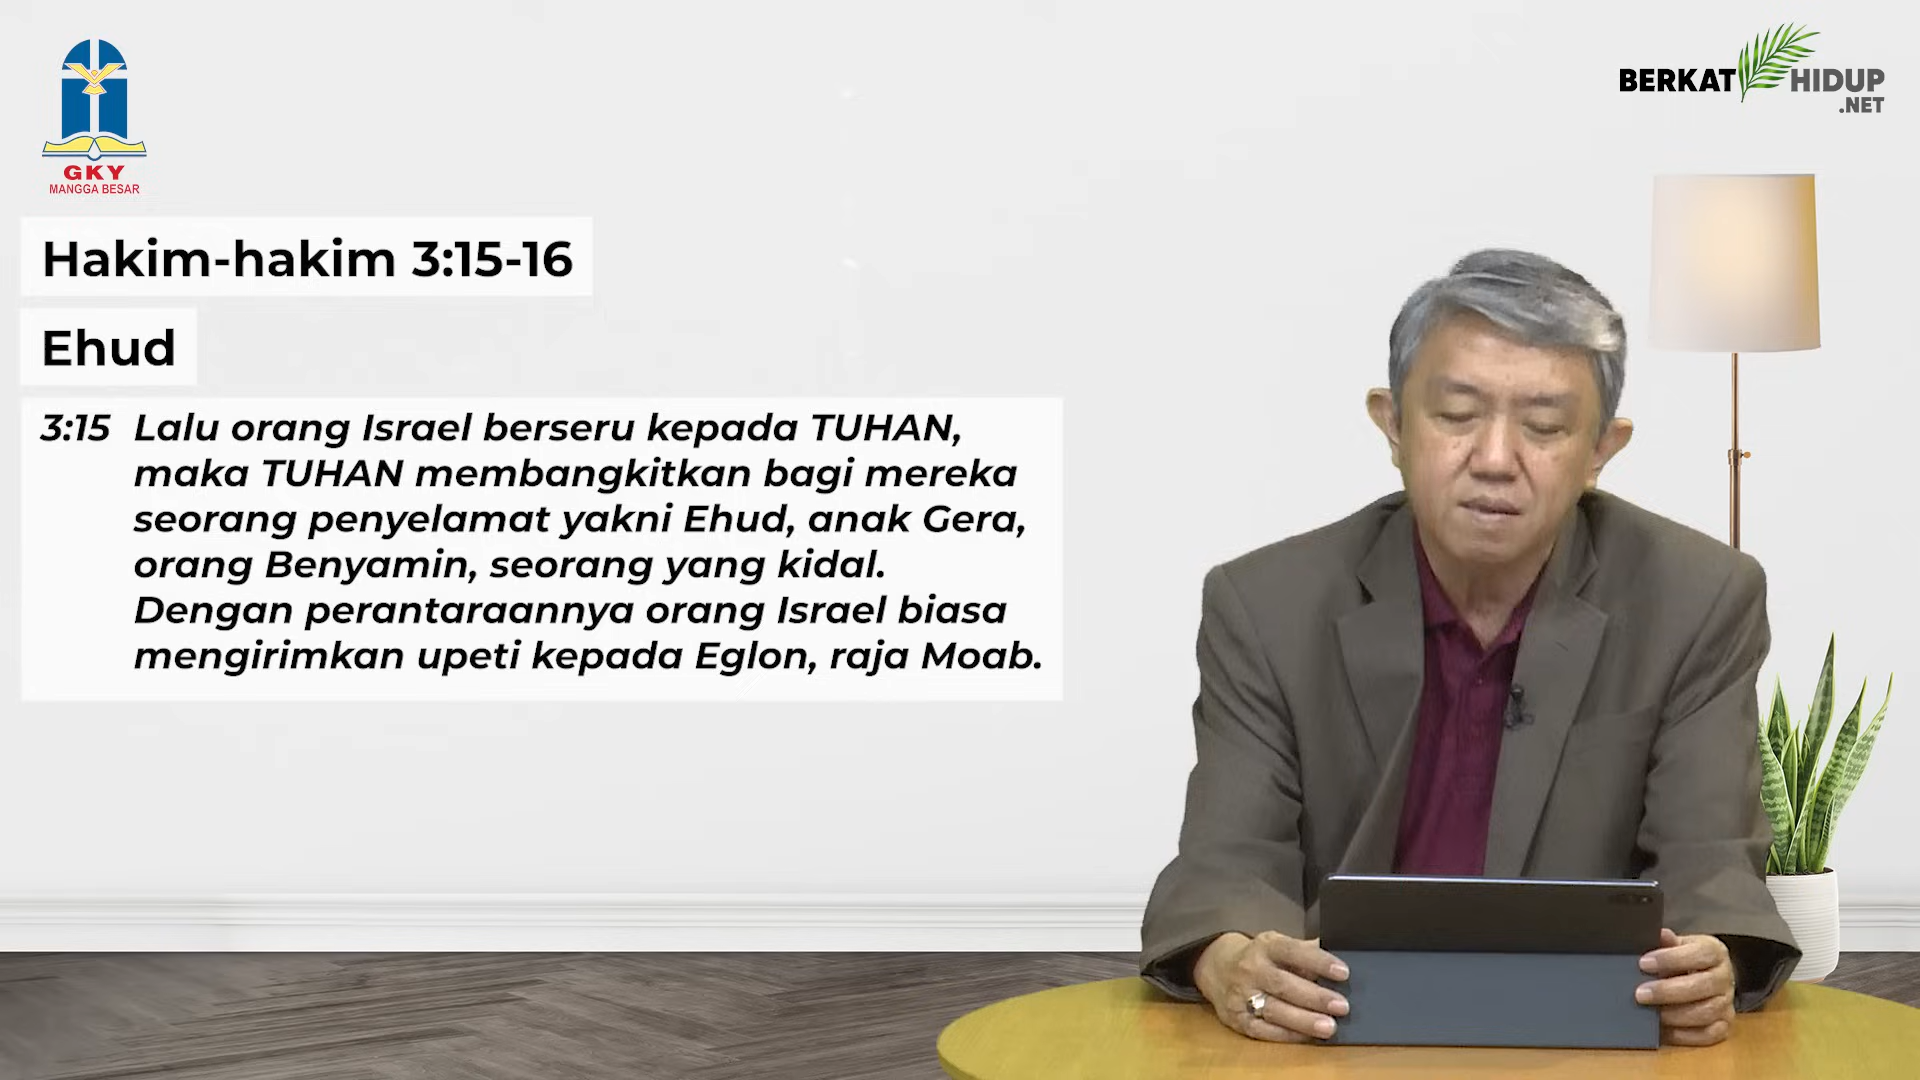 GKY
MANGGA BESAR
BERKAT HIDUP
.NET
Hakim-hakim 3:15-16
Ehud
3:15 Lalu orang Israel berseru kepada TUHAN,
maka TUHAN membangkitkan bagi mereka
seorang penyelamat yakni Ehud, anak Gera,
orang Benyamin, seorang yang kidal.
Dengan perantaraannya orang Israel biasa
mengirimkan upeti kepada Eglon, raja Moab.